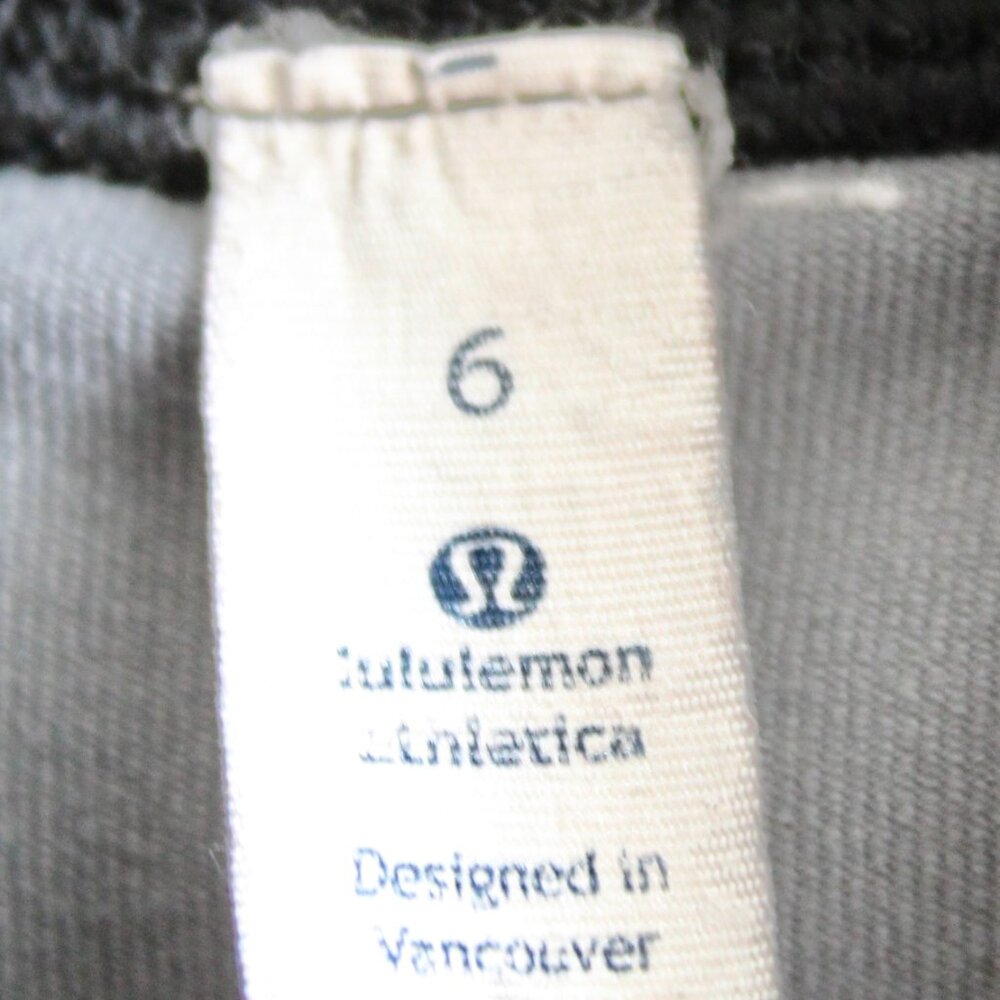 6
lululemon
athletica
Designed in
Vancouver